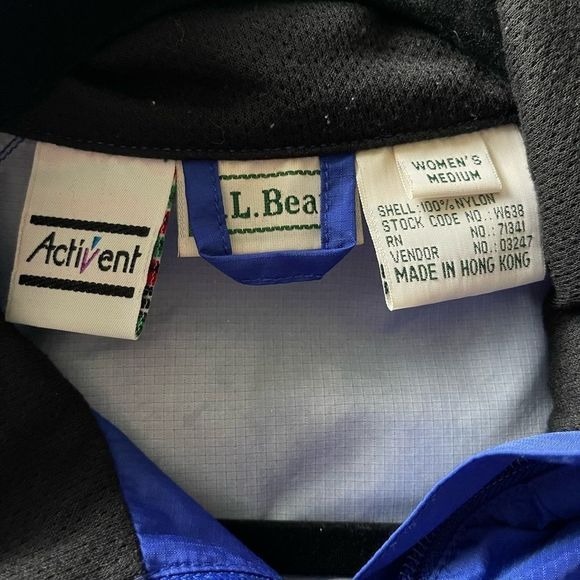 Activent
L.Bea
WOMEN'S
MEDIUM
SHELL:100% NYLON
STOCK CODE NO.: W638
RN NO.: 71341
VENDOR NO.: 03247
MADE IN HONG KONG